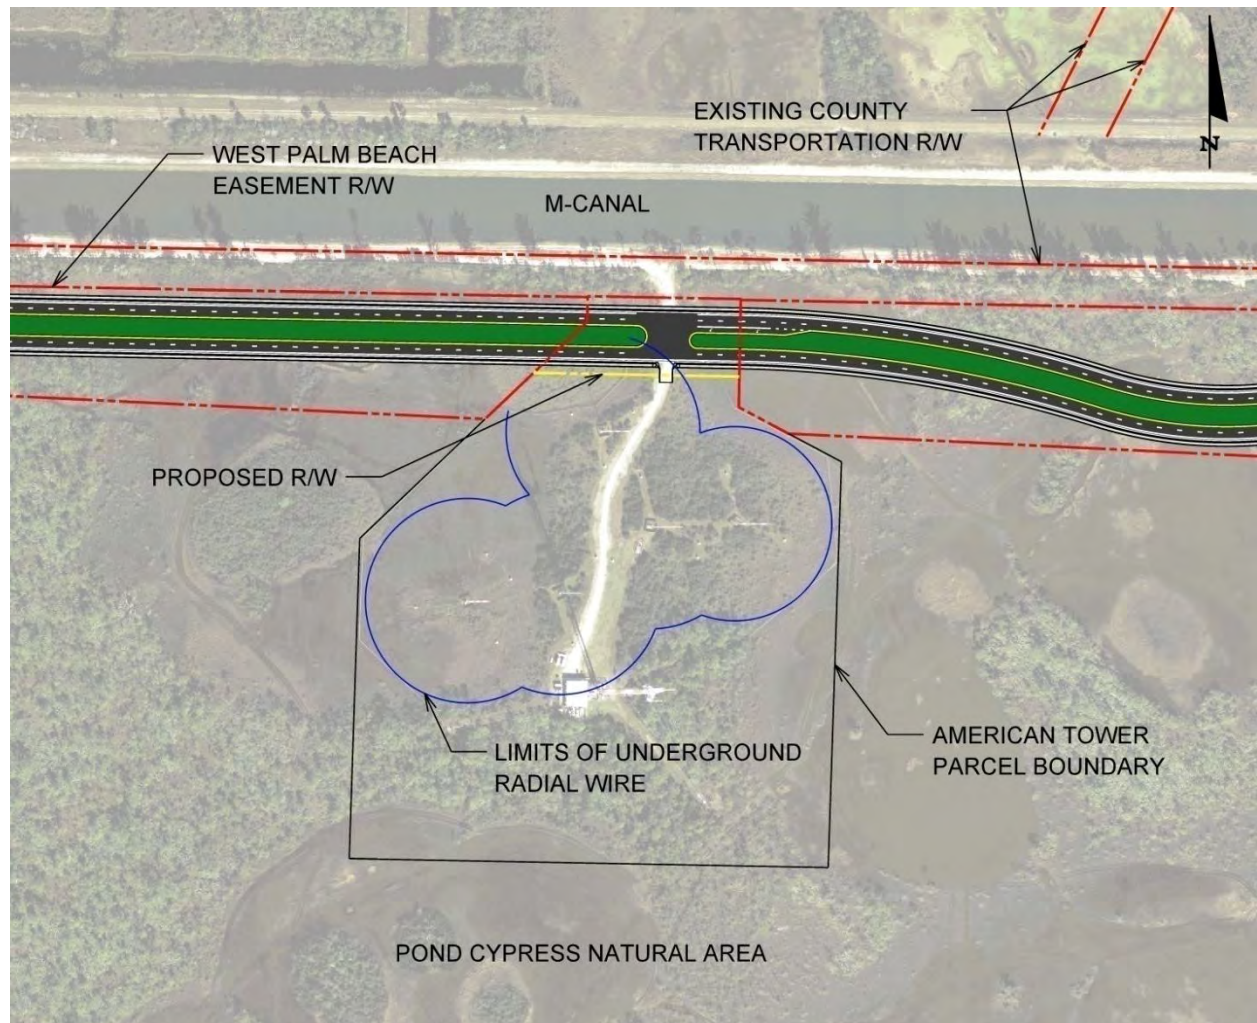 EXISTING COUNTY
TRANSPORTATION R/W
N
WEST PALM BEACH
EASEMENT R/W
M-CANAL
PROPOSED R/W
LIMITS OF UNDERGROUND
RADIAL WIRE
AMERICAN TOWER
PARCEL BOUNDARY
POND CYPRESS NATURAL AREA